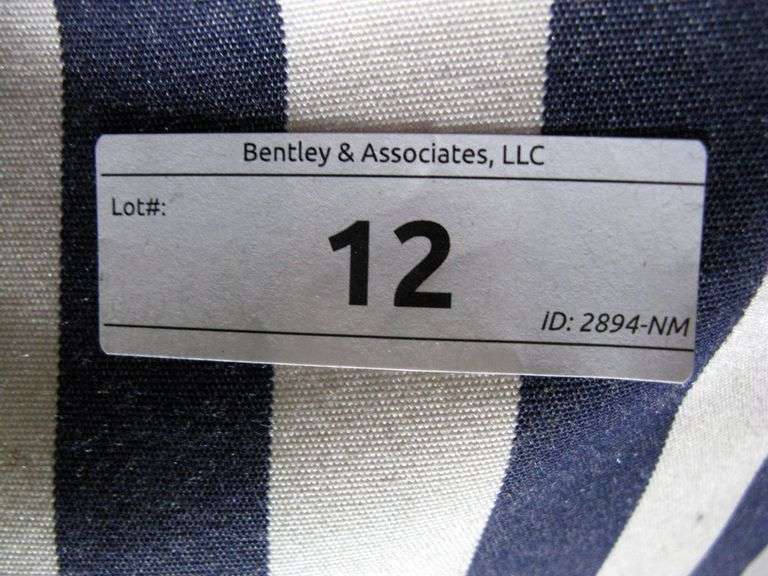 Bentley & Associates, LLC
Lot#:
12
ID: 2894-NM